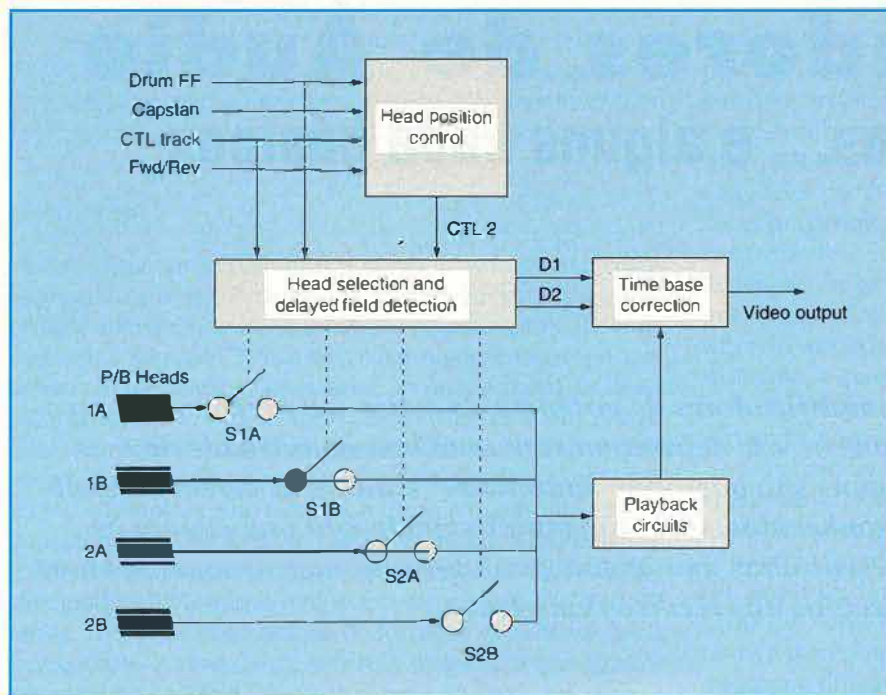 Drum FF
Capstan
CTL track
Fwd/Rev
Head position
control
CTL 2
Head selection and
delayed field detection
D1
D2
Time base
correction
Video output
P/B Heads
1A
S1A
1B
S1B
Playback
circuits
2A
S2A
2B
S2B